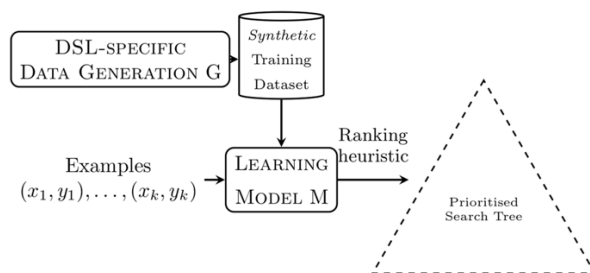 DSL-SPECIFIC
DATA GENERATION G
Synthetic
Training
Dataset
Examples
(x₁, y₁), . . . , (xₖ, yₖ)
LEARNING
MODEL M
Ranking
heuristic
Prioritised
Search Tree